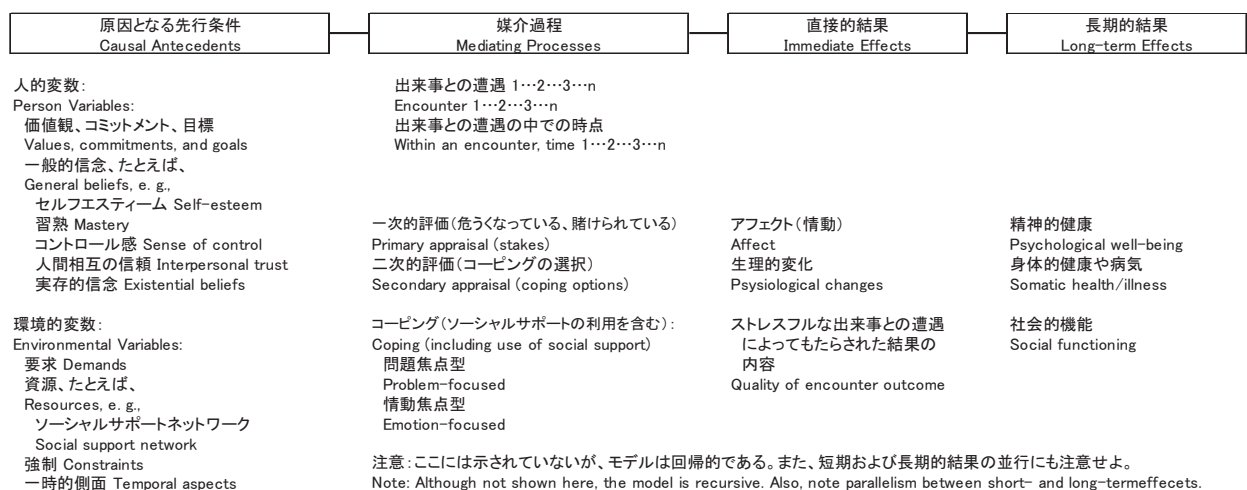 原因となる先行条件
Causal Antecedents
媒介過程
Mediating Processes
直接的結果
Immediate Effects
長期的結果
Long-term Effects
人的変数:
Person Variables:
価値観、コミットメント、目標
Values, commitments, and goals
一般的信念、たとえば、
General beliefs, e. g.,
セルフエスティーム Self-esteem
習熟 Mastery
コントロール感 Sense of control
人間相互の信頼 Interpersonal trust
実存的信念 Existential beliefs
環境的変数:
Environmental Variables:
要求 Demands
資源、たとえば、
Resources, e. g.,
ソーシャルサポートネットワーク
Social support network
強制 Constraints
一時的側面 Temporal aspects
出来事との遭遇 1…2…3…n
Encounter 1…2…3…n
出来事との遭遇の中での時点
Within an encounter, time 1…2…3…n
一次的評価(危うくなっている、賭けられている)
Primary appraisal (stakes)
二次的評価(コーピングの選択)
Secondary appraisal (coping options)
コーピング(ソーシャルサポートの利用を含む):
Coping (including use of social support)
問題焦点型
Problem-focused
情動焦点型
Emotion-focused
アフェクト(情動)
Affect
生理的変化
Psysiological changes
ストレスフルな出来事との遭遇
によってもたらされた結果の
内容
Quality of encounter outcome
精神的健康
Psychological well-being
身体的健康や病気
Somatic health/illness
社会的機能
Social functioning
注意:ここには示されていないが、モデルは回帰的である。また、短期および長期的結果の並行にも注意せよ。
Note: Although not shown here, the model is recursive. Also, note parallelism between short- and long-termeffecets.